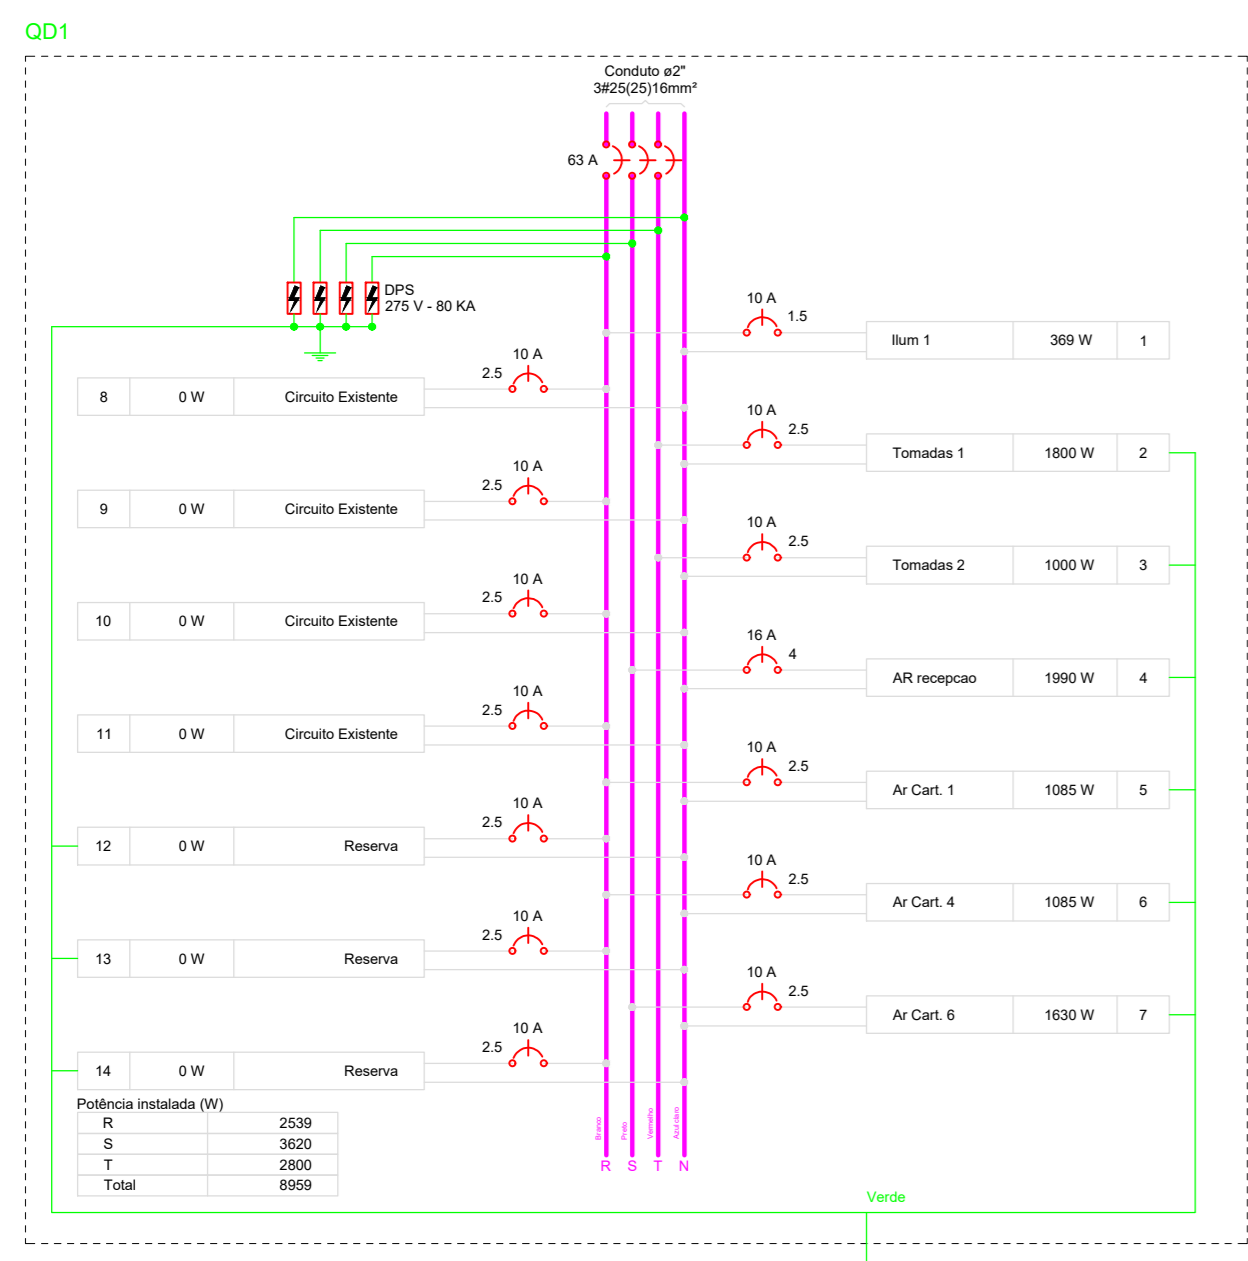 QD1
Conduto ø2"
3#25(25)16mm²
63 A
DPS
275 V - 80 KA
10 A
1.5
Ilum 1 369 W 1
10 A
2.5
8 0 W Circuito Existente
10 A
2.5
Tomadas 1 1800 W 2
10 A
2.5
9 0 W Circuito Existente
10 A
2.5
Tomadas 2 1000 W 3
10 A
2.5
10 0 W Circuito Existente
16 A
4
AR recepcao 1990 W 4
10 A
2.5
11 0 W Circuito Existente
10 A
2.5
Ar Cart. 1 1085 W 5
10 A
2.5
12 0 W Reserva
10 A
2.5
Ar Cart. 4 1085 W 6
10 A
2.5
13 0 W Reserva
10 A
2.5
Ar Cart. 6 1630 W 7
10 A
2.5
14 0 W Reserva
Potência instalada (W)
R 2539
S 3620
T 2800
Total 8959
Branco
Preto
Vermelho
Azul claro
R S T N
Verde